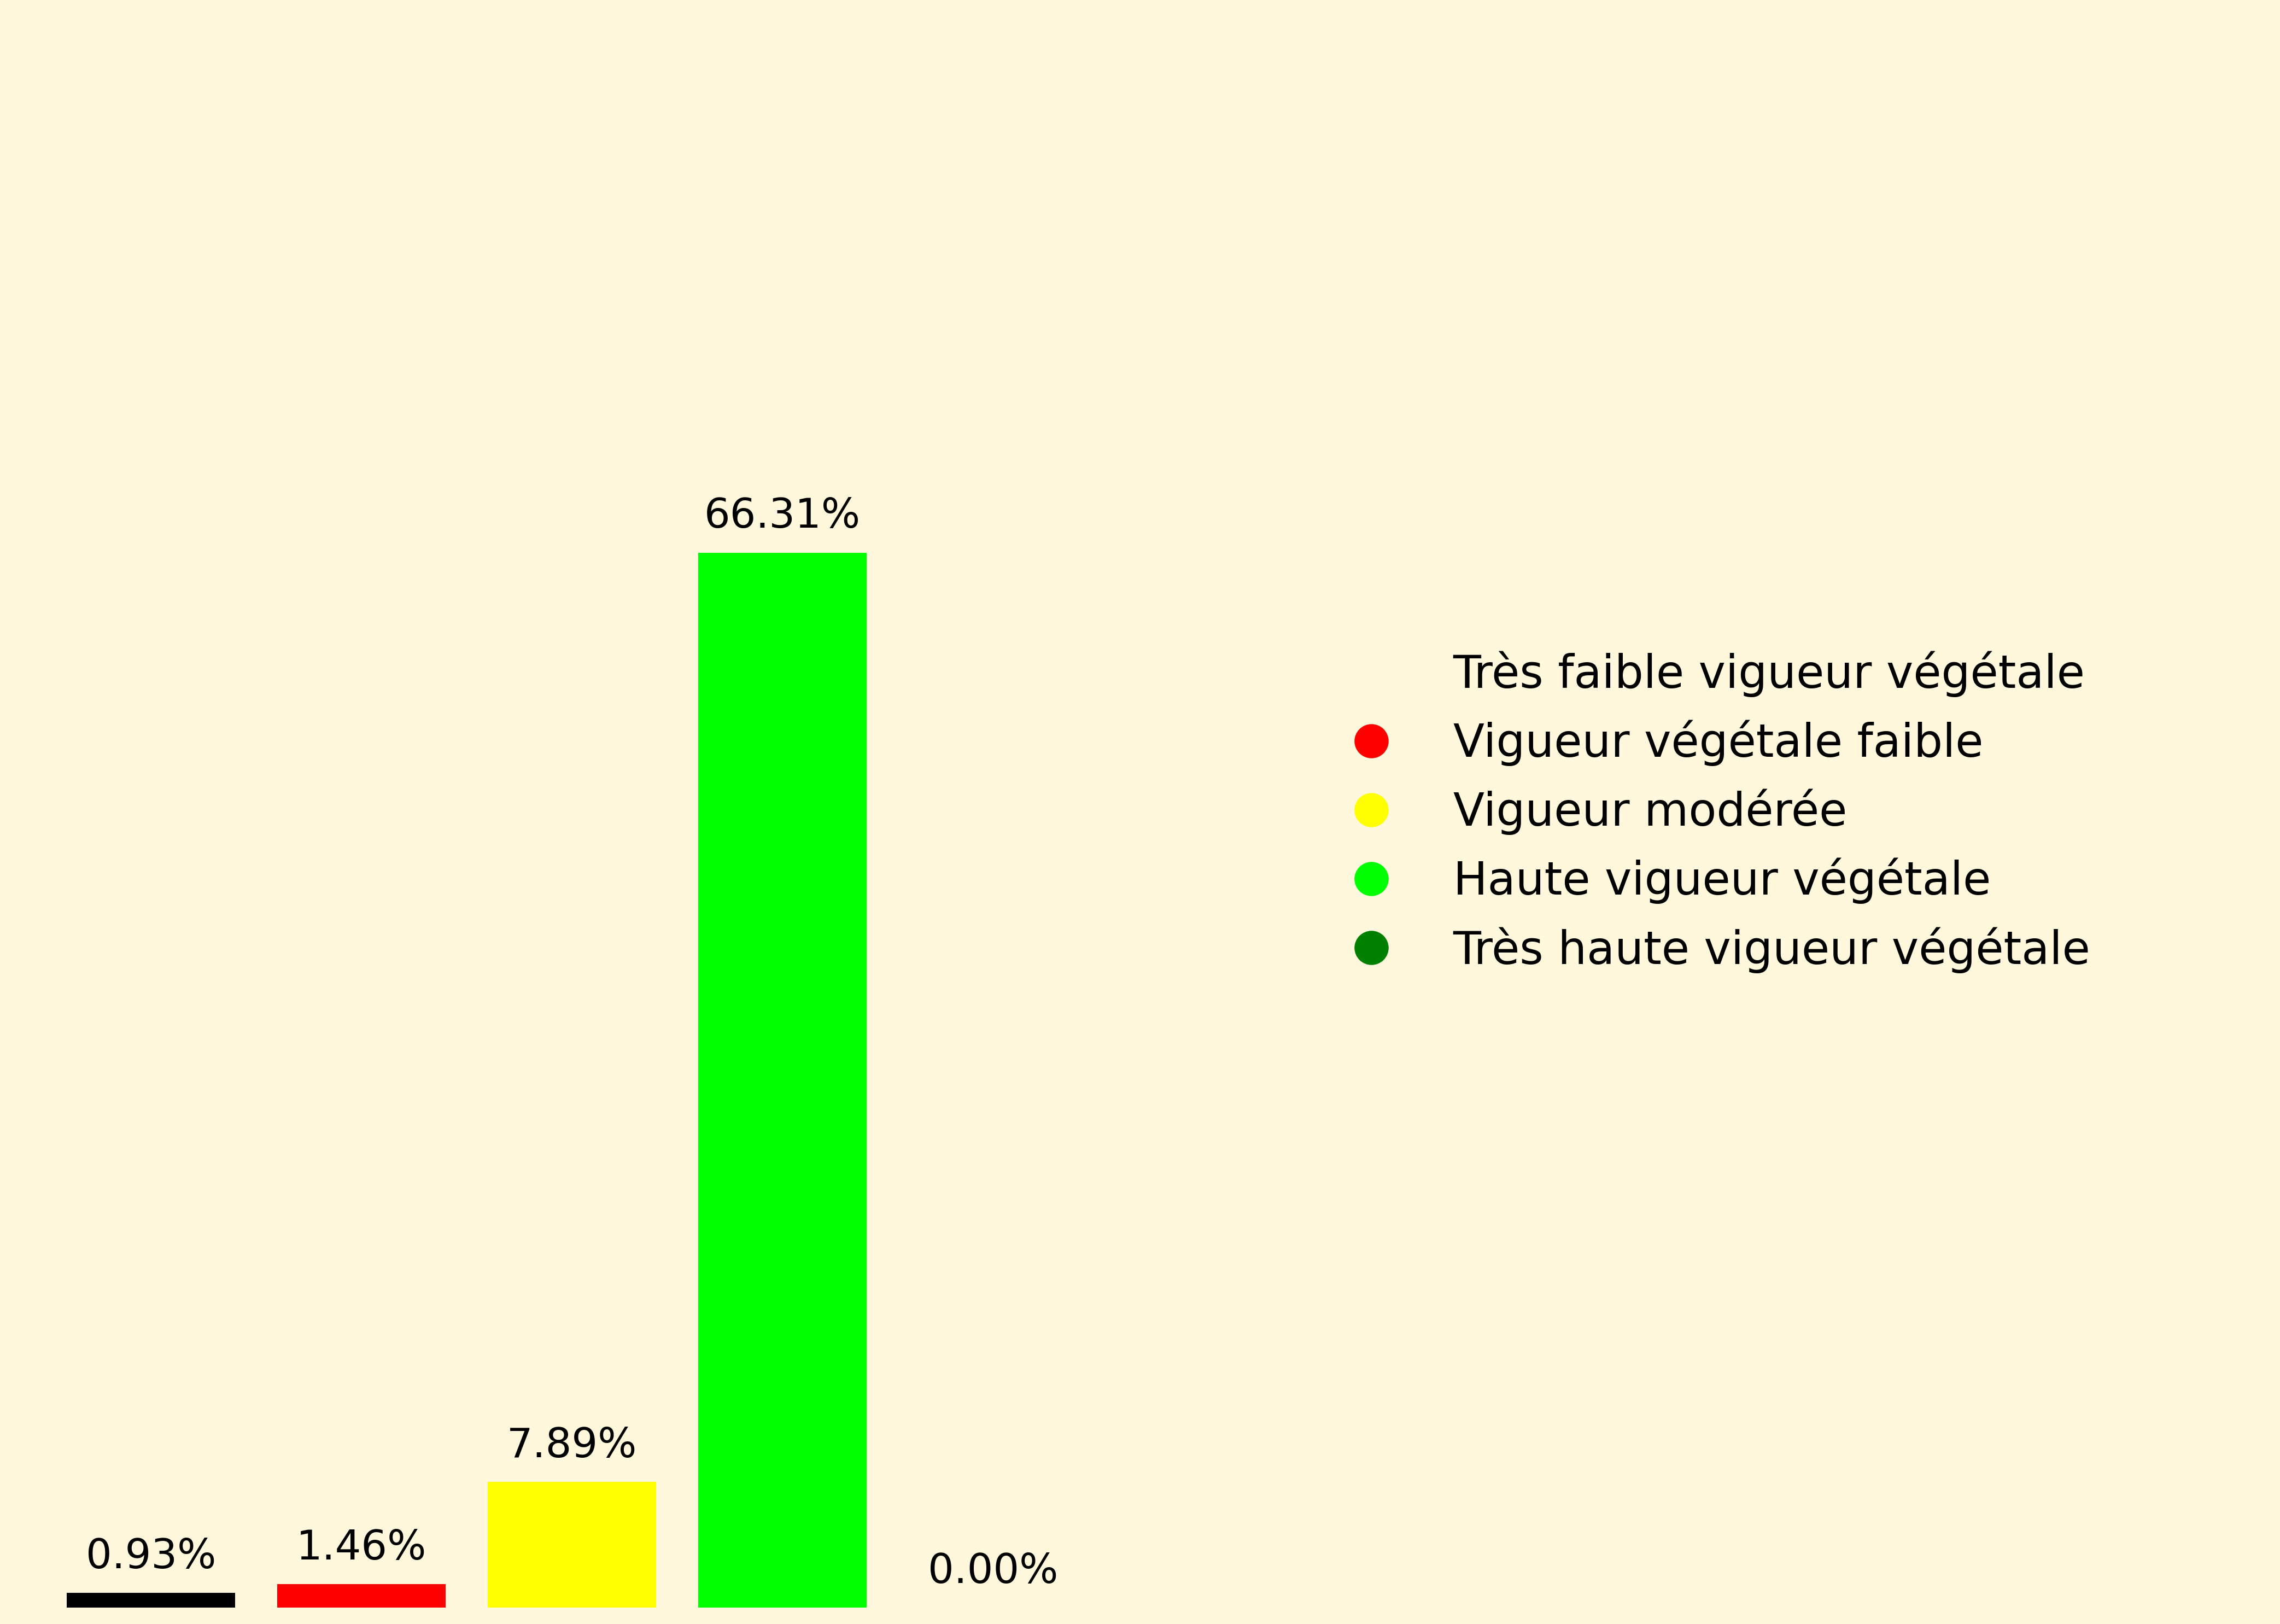 66.31%
7.89%
0.93%
1.46%
0.00%
Très faible vigueur végétale
Vigueur végétale faible
Vigueur modérée
Haute vigueur végétale
Très haute vigueur végétale